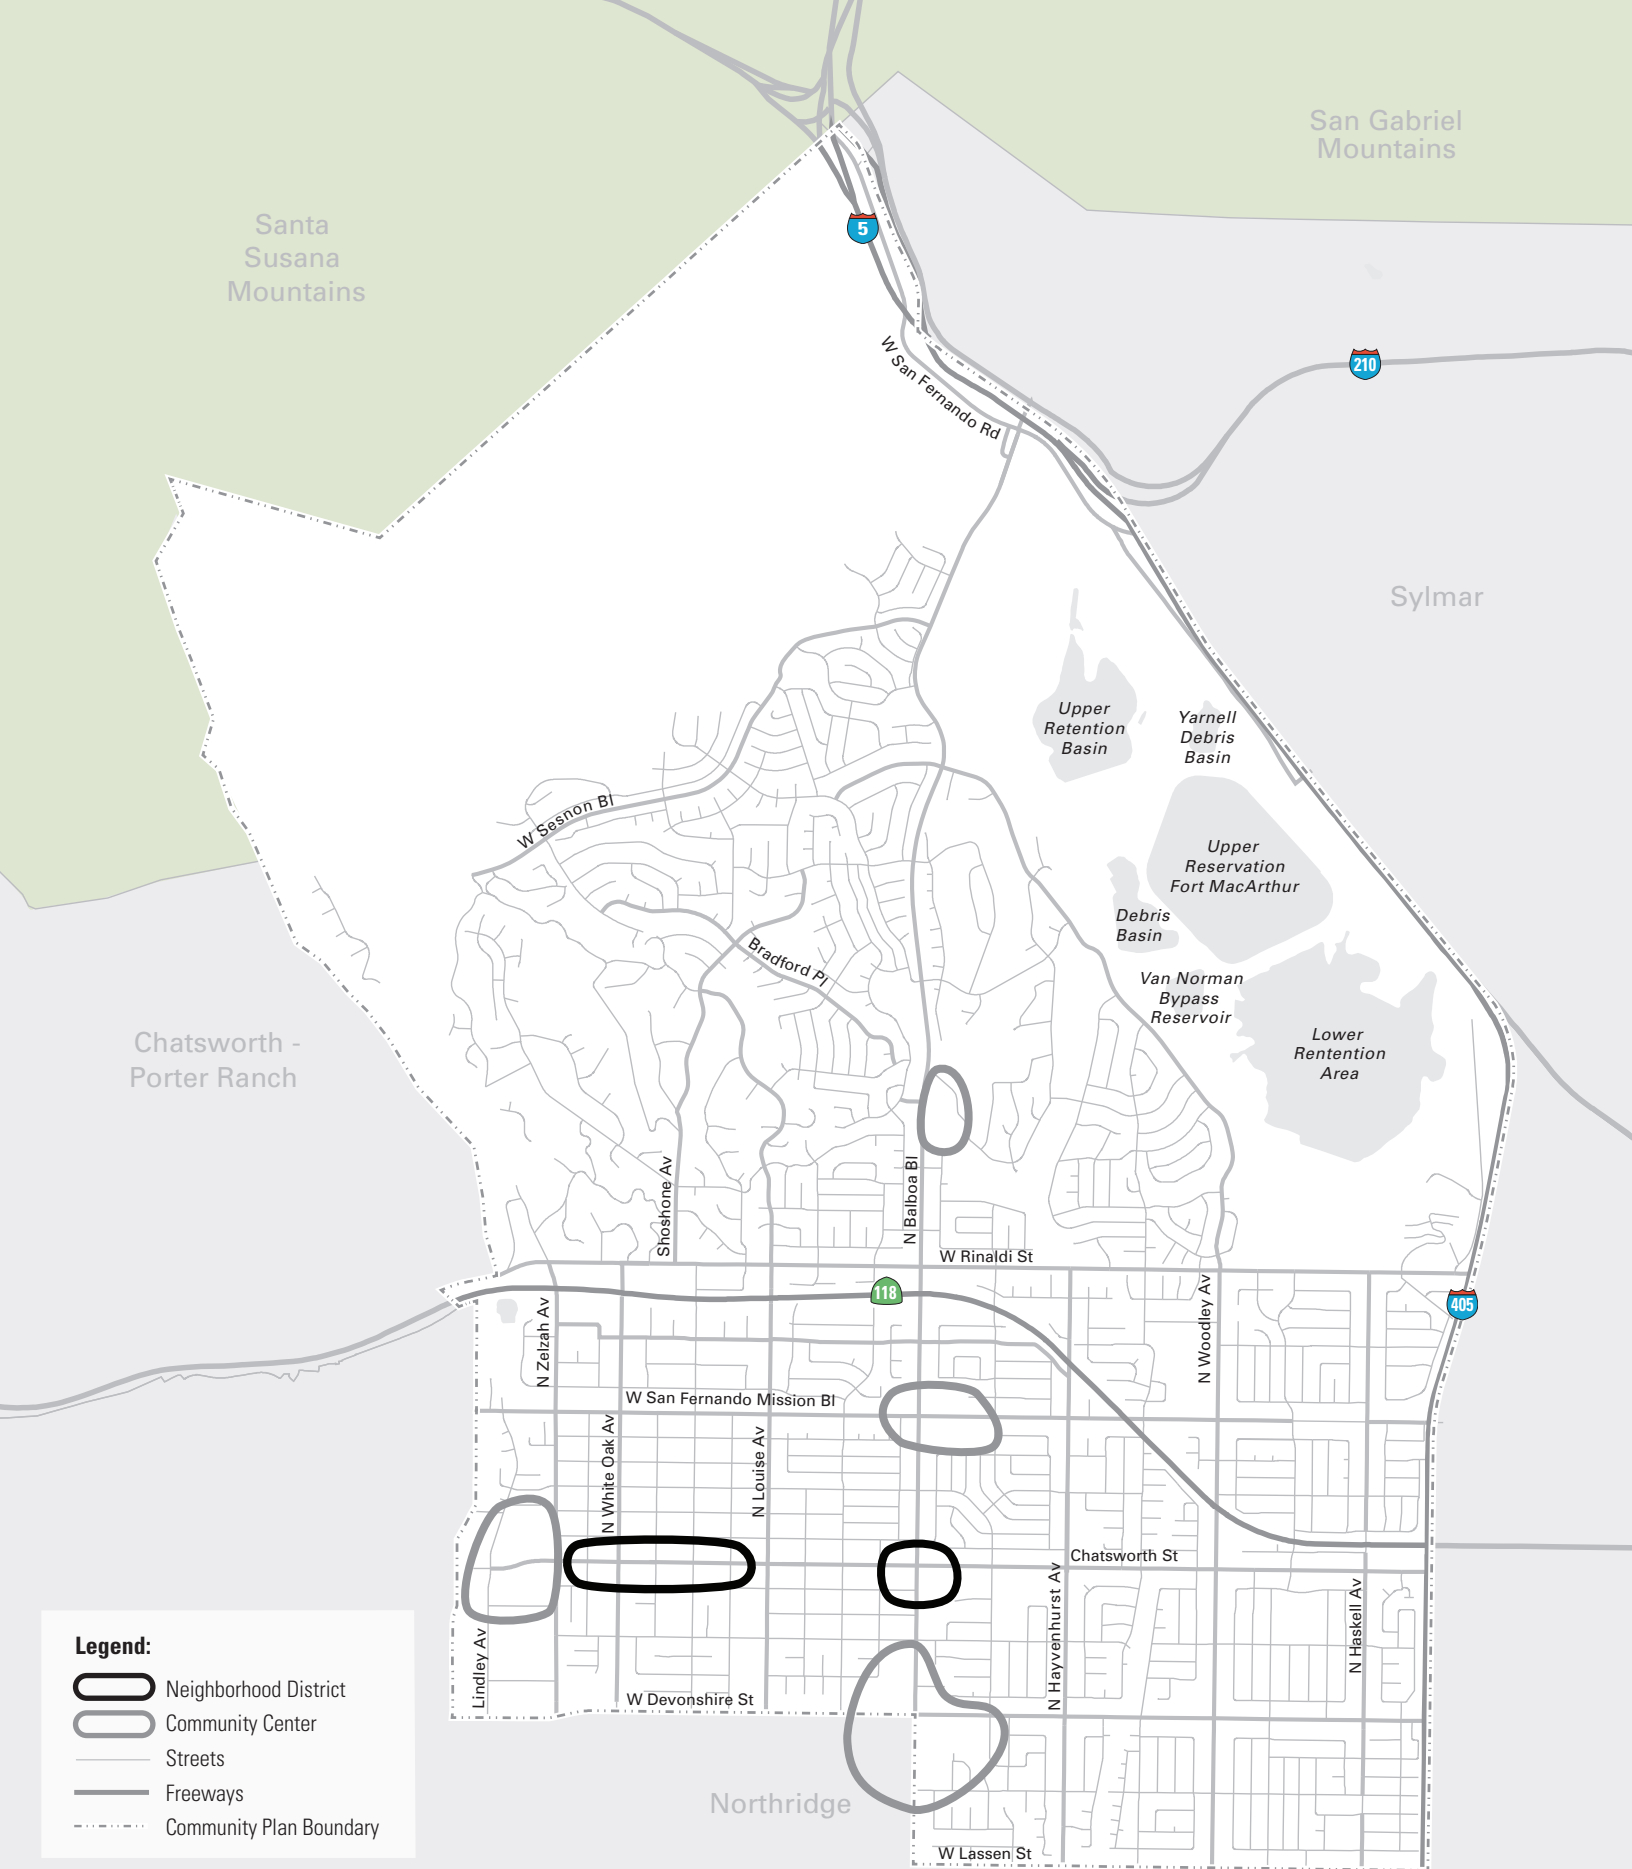 San Gabriel
Mountains
Santa
Susana
Mountains
5
W San Fernando Rd
210
Sylmar
Upper
Retention
Basin
Yarnell
Debris
Basin
W Sesnon Bl
Upper
Reservation
Fort MacArthur
Debris
Basin
Bradford Pl
Van Norman
Bypass
Reservoir
Chatsworth -
Porter Ranch
Lower
Rentention
Area
Shoshone Av
N Balboa Bl
W Rinaldi St
118
405
N Zelzah Av
N Woodley Av
W San Fernando Mission Bl
N White Oak Av
N Louise Av
Chatsworth St
N Hayvenhurst Av
N Haskell Av
Lindley Av
W Devonshire St
Northridge
W Lassen St
Legend:
Neighborhood District
Community Center
Streets
Freeways
Community Plan Boundary